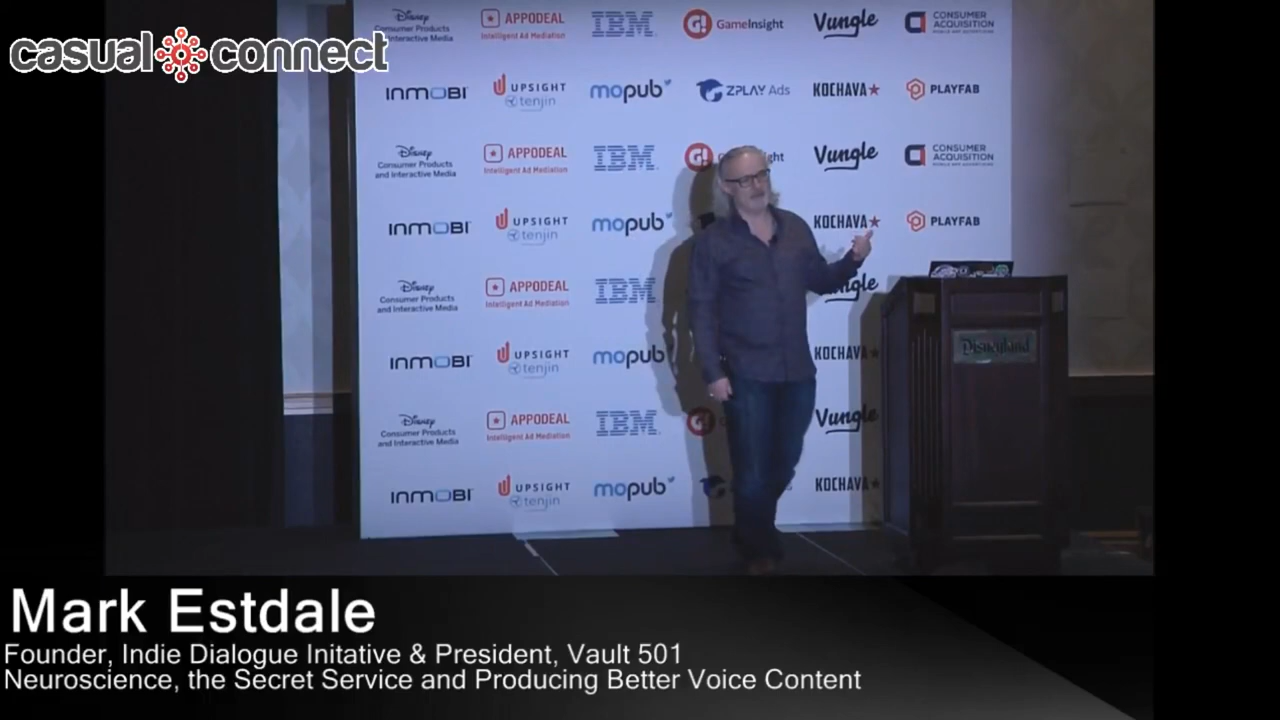 casual connect
Disney APPODEAL IBM GameInsight Vungle CONSUMER
Consumer Products Intelligent Ad Mediation ACQUISITION
Interactive Media
INMOBI UPSIGHT mopub ZPLAY Ads KOCHAVA PLAYFAB
tenjin
Disney APPODEAL IBM G! Vungle CONSUMER
Consumer Products Intelligent Ad Mediation ACQUISITION
and Interactive Media
INMOBI UPSIGHT mopub KOCHAVA PLAYFAB
tenjin
Disney APPODEAL IBM
Consumer Products Intelligent Ad Mediation
and Interactive Media
INMOBI UPSIGHT mopub KOCHAVA
tenjin
Disneyland
Disney APPODEAL IBM Vungle
Consumer Products Intelligent Ad Mediation
and Interactive Media
INMOBI UPSIGHT mopub KOCHAVA
tenjin
Mark Estdale
Founder, Indie Dialogue Initative & President, Vault 501
Neuroscience, the Secret Service and Producing Better Voice Content